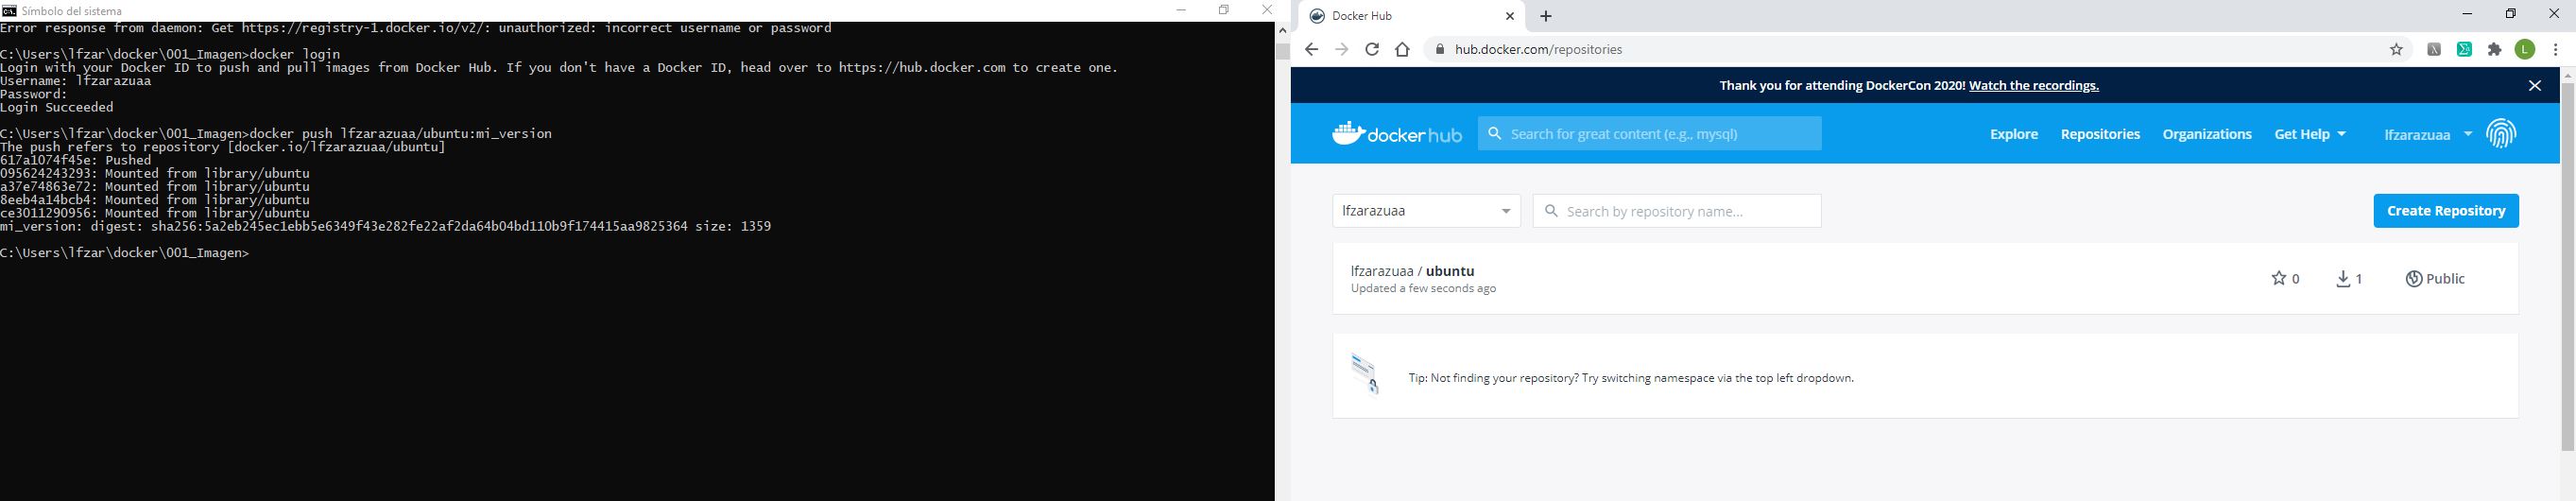 Símbolo del sistema
Error response from daemon: Get https://registry-1.docker.io/v2/: unauthorized: incorrect username or password
C:\Users\lfzar\docker\001_Imagen>docker login
Login with your Docker ID to push and pull images from Docker Hub. If you don't have a Docker ID, head over to https://hub.docker.com to create one.
Username: lfzarazuaa
Password:
Login Succeeded
C:\Users\lfzar\docker\001_Imagen>docker push lfzarazuaa/ubuntu:mi_version
The push refers to repository [docker.io/lfzarazuaa/ubuntu]
617a1074f45e: Pushed
095624243293: Mounted from library/ubuntu
a37e74863e72: Mounted from library/ubuntu
8eeb4a14bcb4: Mounted from library/ubuntu
ce3011290956: Mounted from library/ubuntu
mi_version: digest: sha256:5a2eb245ec1ebb5e6349f43e282fe22af2da64b04bd110b9f174415aa9825364 size: 1359
C:\Users\lfzar\docker\001_Imagen>
Docker Hub
hub.docker.com/repositories
L
Thank you for attending DockerCon 2020! Watch the recordings.
docker hub
Search for great content (e.g., mysql)
Explore Repositories Organizations Get Help lfzarazuaa
lfzarazuaa
Search by repository name...
Create Repository
lfzarazuaa / ubuntu
Updated a few seconds ago
0 1 Public
Tip: Not finding your repository? Try switching namespace via the top left dropdown.